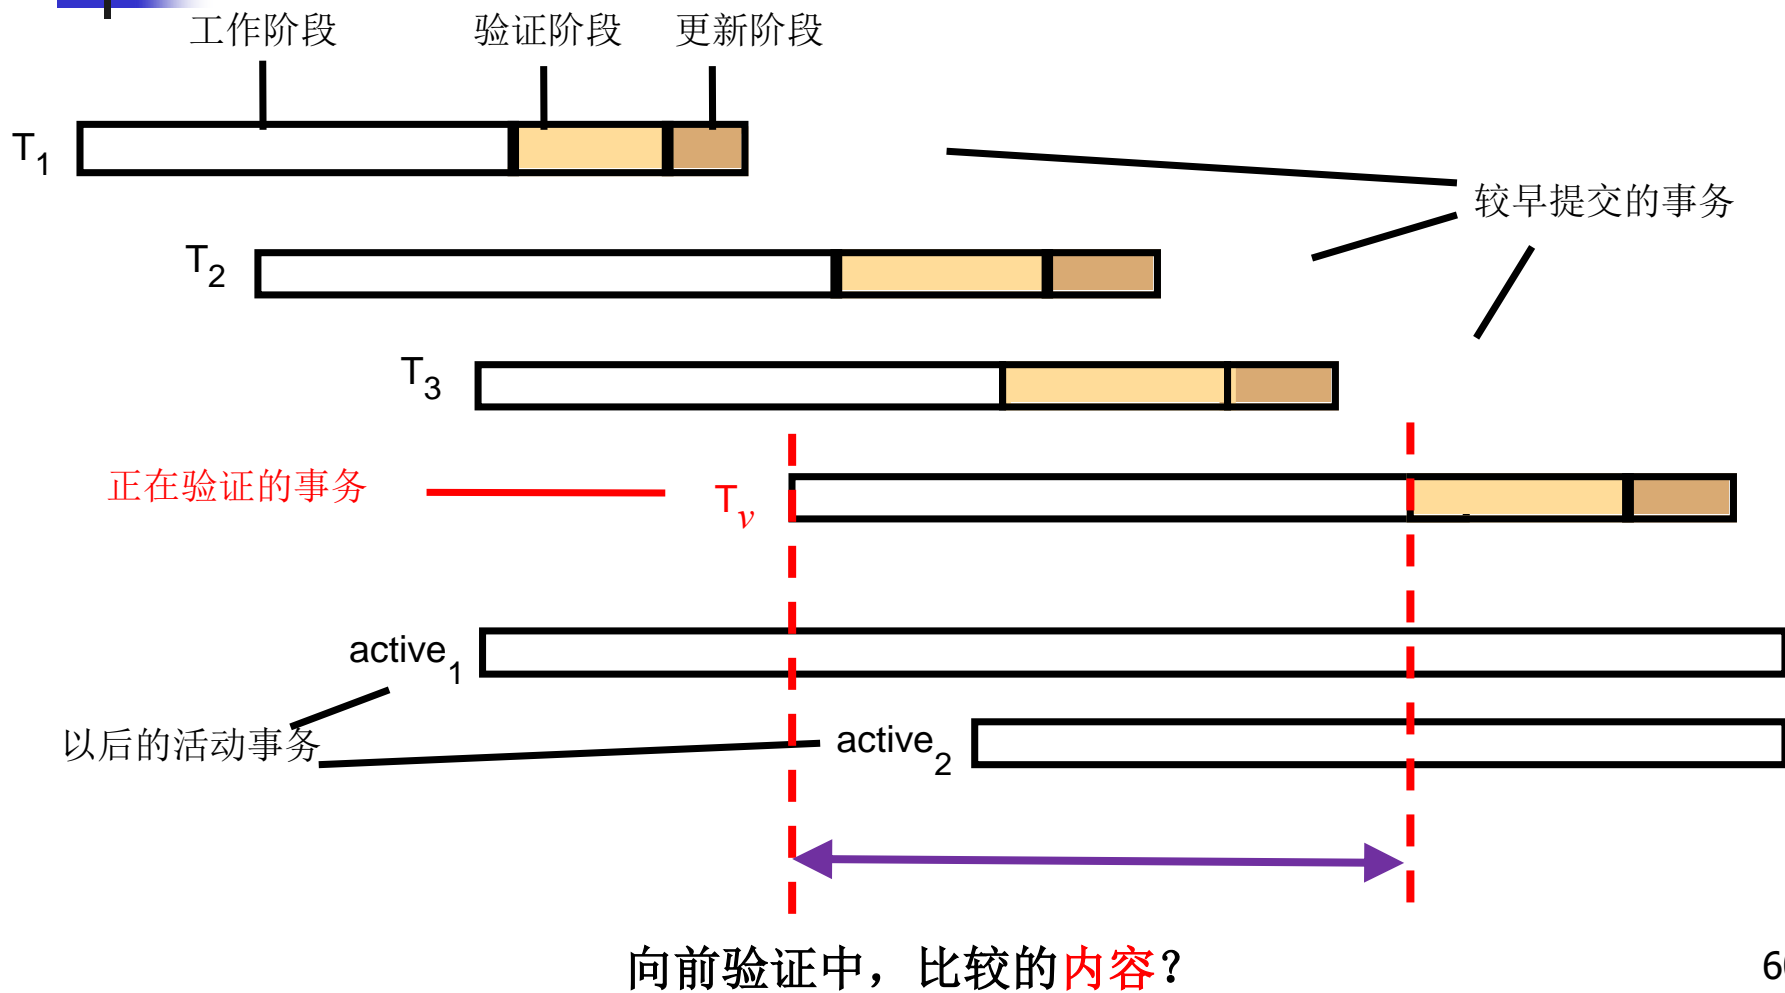 工作阶段 验证阶段 更新阶段
T1
较早提交的事务
T2
T3
正在验证的事务 Tv
active1
以后的活动事务 active2
向前验证中，比较的内容？